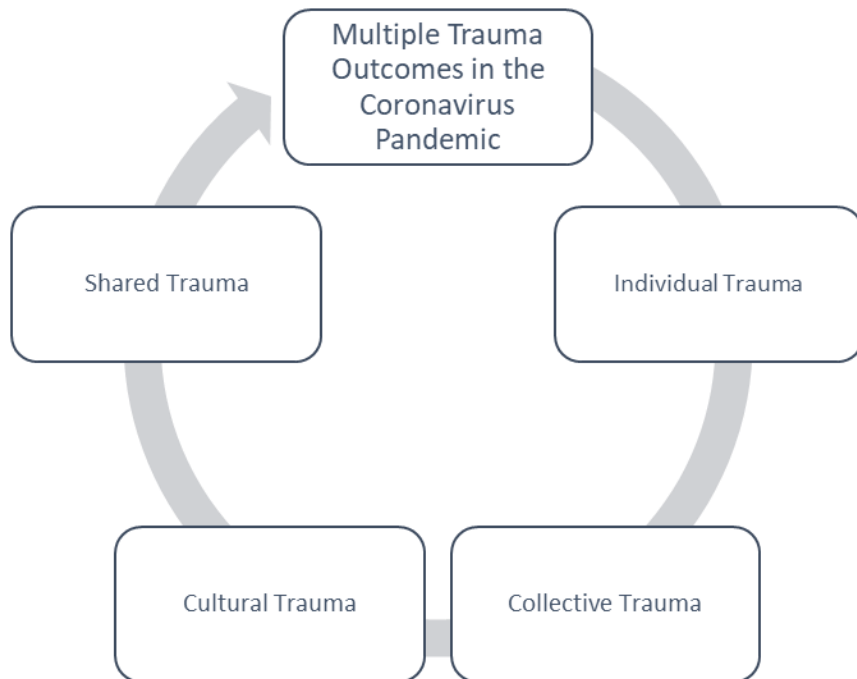 Multiple Trauma
Outcomes in the
Coronavirus
Pandemic
Shared Trauma
Individual Trauma
Cultural Trauma
Collective Trauma